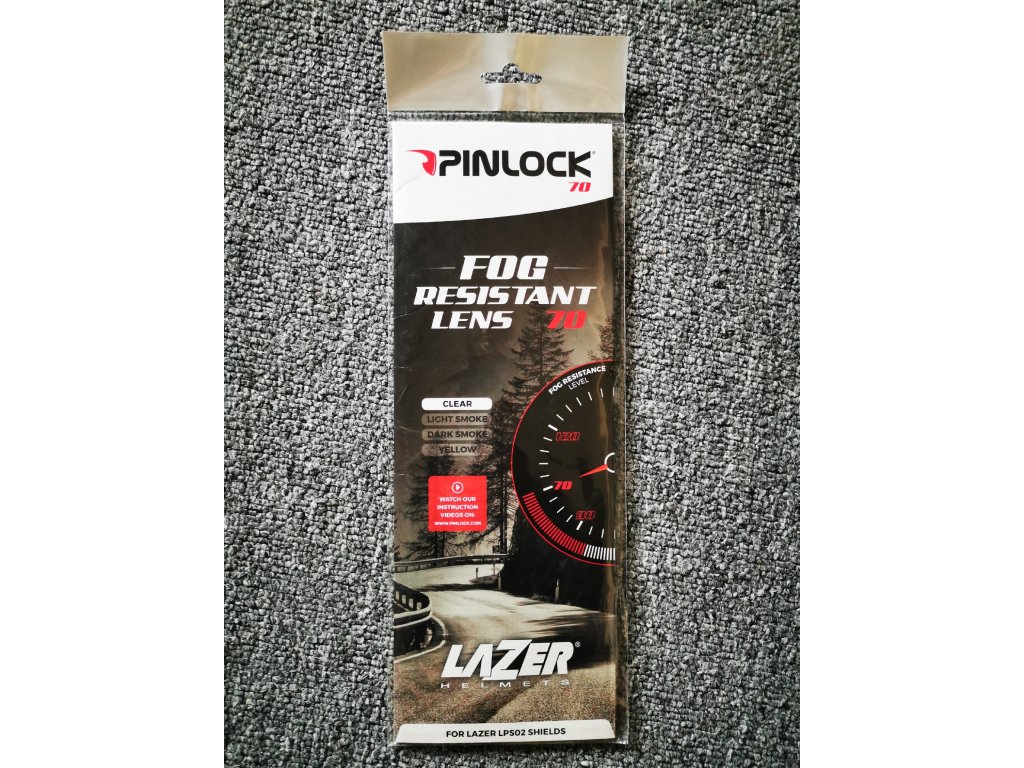 PINLOCK®
70
FOG
RESISTANT
LENS 70
FOG RESISTANCE
LEVEL
CLEAR
LIGHT SMOKE
DARK SMOKE
YELLOW
120
70
30
WATCH OUR
INSTRUCTION
VIDEOS ON:
WWW.PINLOCK.COM
LAZER®
HELMETS
FOR LAZER LPS02 SHIELDS